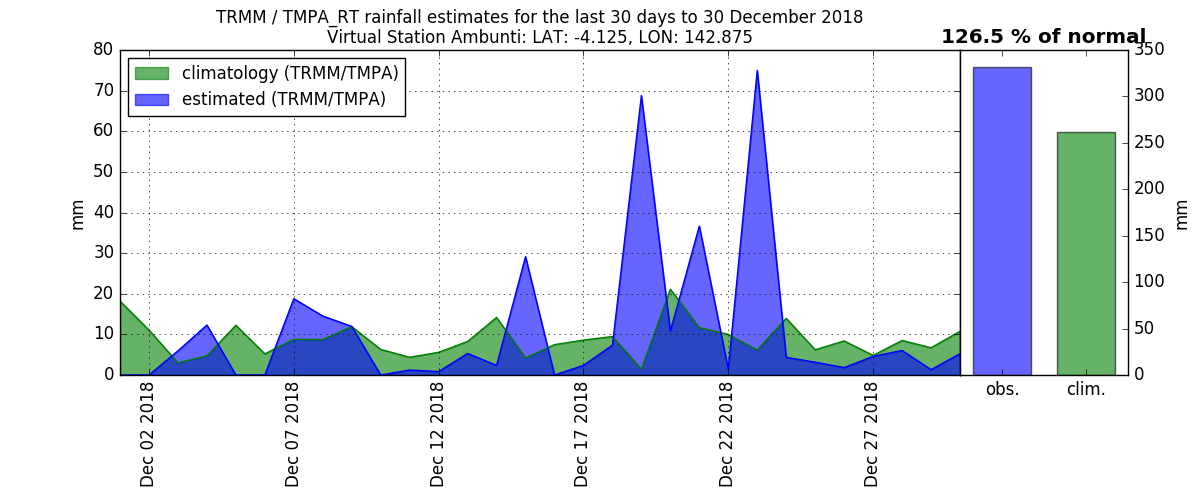 TRMM / TMPA_RT rainfall estimates for the last 30 days to 30 December 2018
Virtual Station Ambunti: LAT: -4.125, LON: 142.875
126.5 % of normal
climatology (TRMM/TMPA)
estimated (TRMM/TMPA)
80
70
60
50
40
30
20
10
0
mm
Dec 02 2018
Dec 07 2018
Dec 12 2018
Dec 17 2018
Dec 22 2018
Dec 27 2018
350
300
250
200
150
100
50
0
mm
obs.
clim.